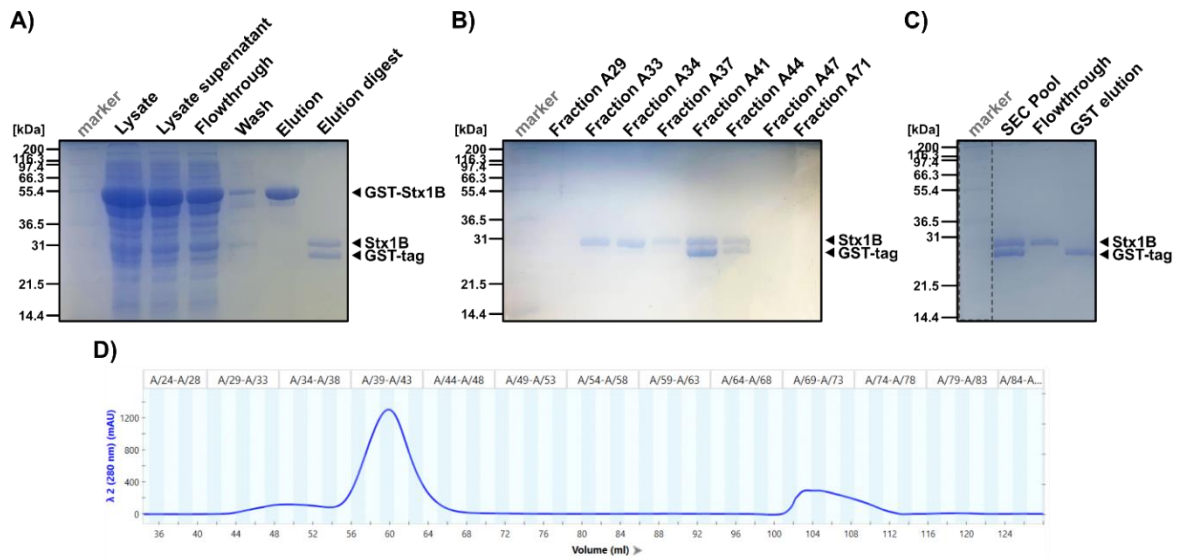 A)
marker
Lysate
Lysate supernatant
Flowthrough
Wash
Elution
Elution digest
[kDa]
200
116.3
97.4
66.3
55.4
36.5
31
21.5
14.4
GST-Stx1B
Stx1B
GST-tag
B)
marker
Fraction A29
Fraction A33
Fraction A34
Fraction A37
Fraction A41
Fraction A44
Fraction A47
Fraction A71
[kDa]
200
116.3
97.4
66.3
55.4
36.5
31
21.5
14.4
Stx1B
GST-tag
C)
marker
SEC Pool
Flowthrough
GST elution
[kDa]
200
116.3
97.4
66.3
55.4
36.5
31
21.5
14.4
Stx1B
GST-tag
D)
A/24-A/28 A/29-A/33 A/34-A/38 A/39-A/43 A/44-A/48 A/49-A/53 A/54-A/58 A/59-A/63 A/64-A/68 A/69-A/73 A/74-A/78 A/79-A/83 A/84-A...
λ 2 (280 nm) (mAU)
1200
800
400
0
36 40 44 48 52 56 60 64 68 72 76 80 84 88 92 96 100 104 108 112 116 120 124
Volume (ml)